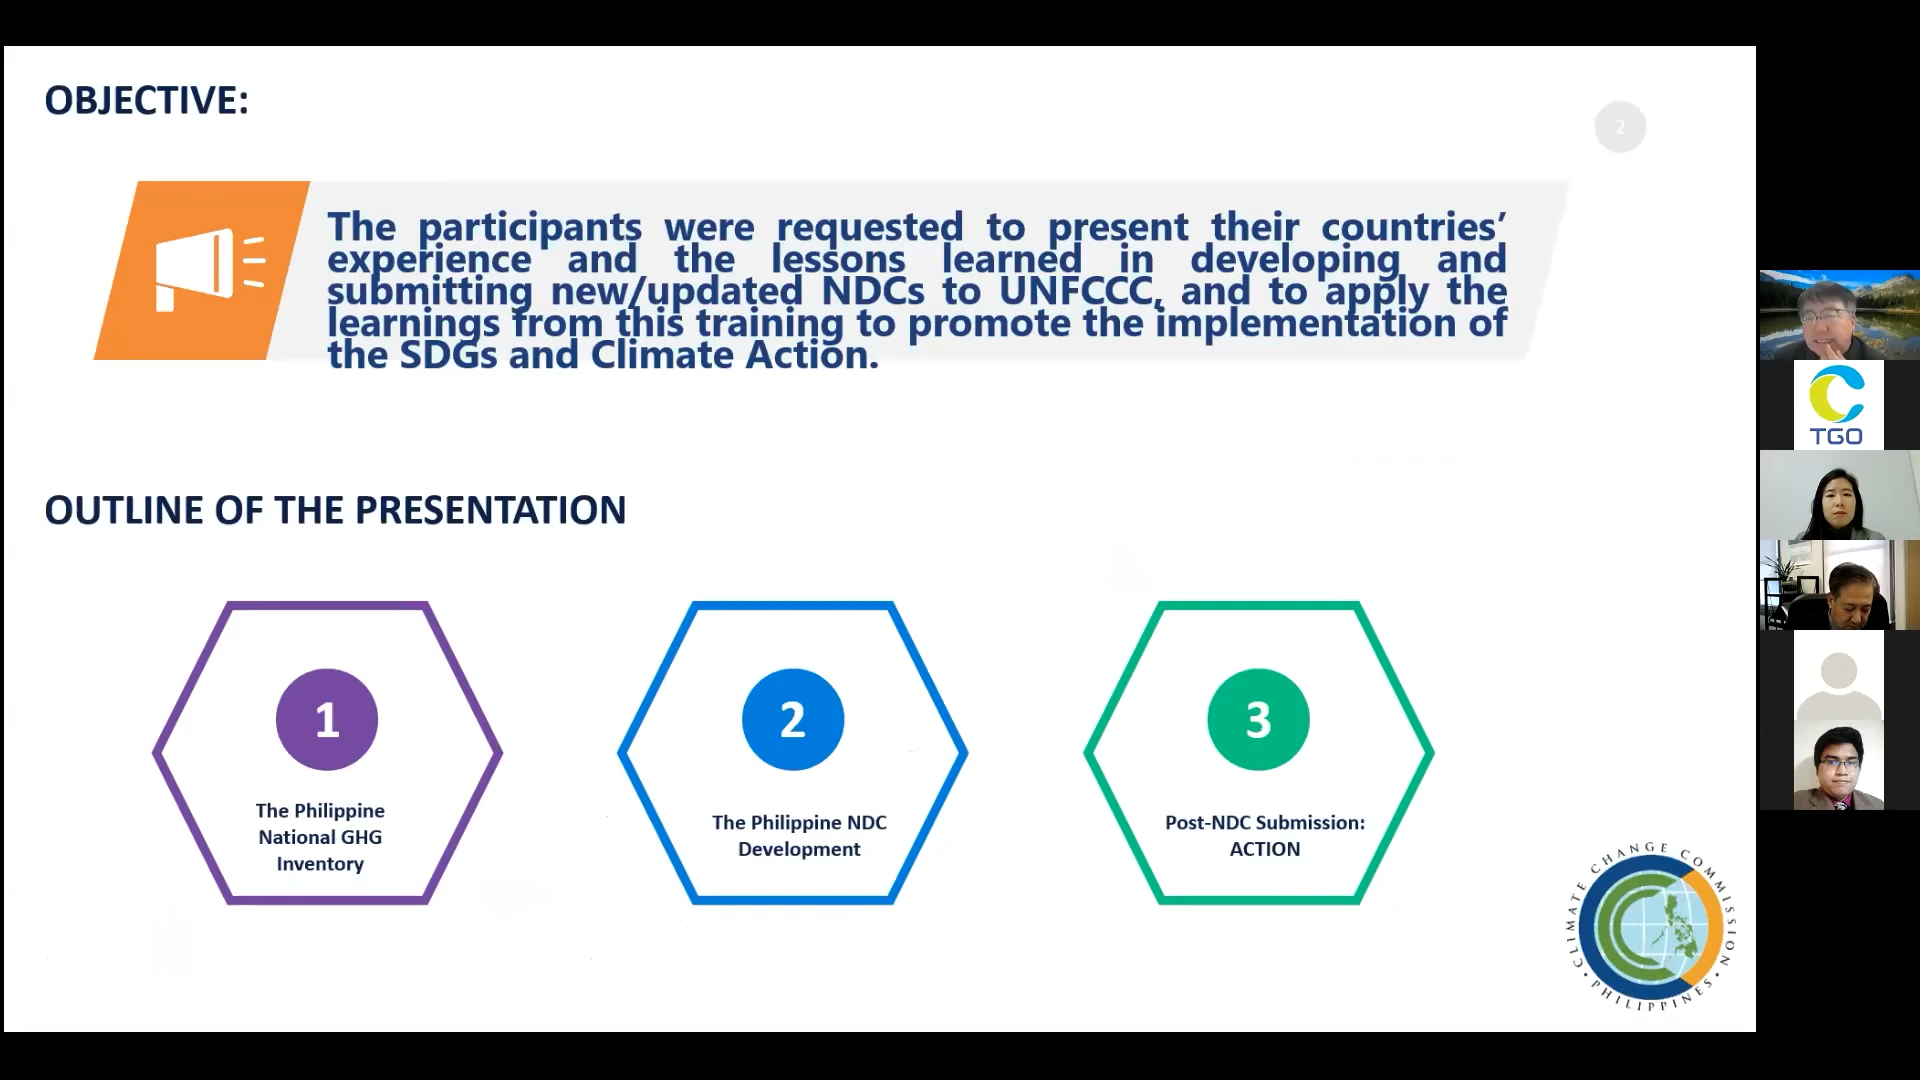 OBJECTIVE:
2
The participants were requested to present their countries’
experience and the lessons learned in developing and
submitting new/updated NDCs to UNFCCC, and to apply the
learnings from this training to promote the implementation of
the SDGs and Climate Action.
TGO
OUTLINE OF THE PRESENTATION
1
The Philippine
National GHG
Inventory
2
The Philippine NDC
Development
3
Post-NDC Submission:
ACTION
CLIMATE CHANGE COMMISSION
• PHILIPPINES •